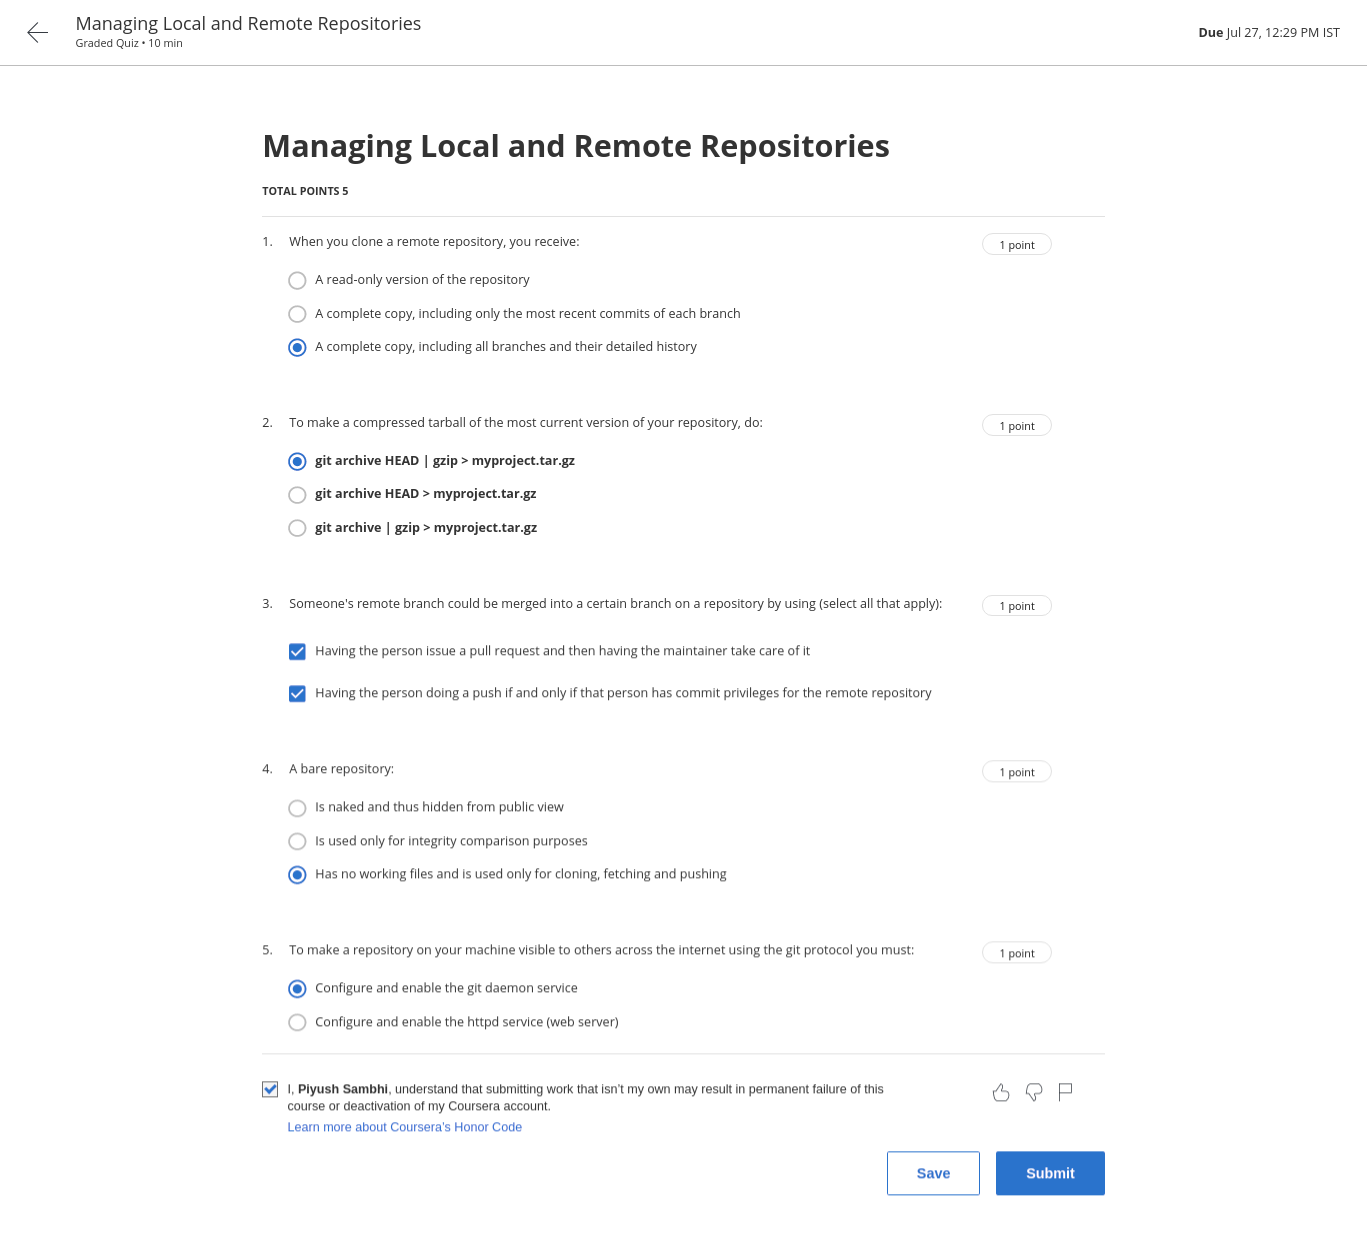 Managing Local and Remote Repositories
Graded Quiz • 10 min
Due Jul 27, 12:29 PM IST
Managing Local and Remote Repositories
TOTAL POINTS 5
1. When you clone a remote repository, you receive:
1 point
A read-only version of the repository
A complete copy, including only the most recent commits of each branch
A complete copy, including all branches and their detailed history
2. To make a compressed tarball of the most current version of your repository, do:
1 point
git archive HEAD | gzip > myproject.tar.gz
git archive HEAD > myproject.tar.gz
git archive | gzip > myproject.tar.gz
3. Someone's remote branch could be merged into a certain branch on a repository by using (select all that apply):
1 point
Having the person issue a pull request and then having the maintainer take care of it
Having the person doing a push if and only if that person has commit privileges for the remote repository
4. A bare repository:
1 point
Is naked and thus hidden from public view
Is used only for integrity comparison purposes
Has no working files and is used only for cloning, fetching and pushing
5. To make a repository on your machine visible to others across the internet using the git protocol you must:
1 point
Configure and enable the git daemon service
Configure and enable the httpd service (web server)
I, Piyush Sambhi, understand that submitting work that isn’t my own may result in permanent failure of this
course or deactivation of my Coursera account.
Learn more about Coursera’s Honor Code
Save
Submit